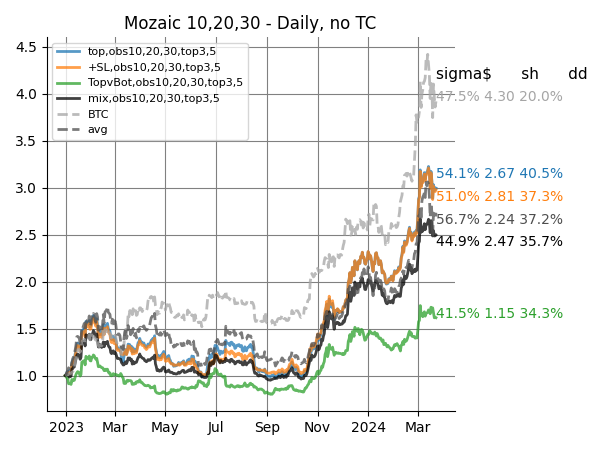 Mozaic 10,20,30 - Daily, no TC
top,obs10,20,30,top3,5
+SL,obs10,20,30,top3,5
TopvBot,obs10,20,30,top3,5
mix,obs10,20,30,top3,5
BTC
avg
sigma$ sh dd
47.5% 4.30 20.0%
54.1% 2.67 40.5%
51.0% 2.81 37.3%
56.7% 2.24 37.2%
44.9% 2.47 35.7%
41.5% 1.15 34.3%
4.5
4.0
3.5
3.0
2.5
2.0
1.5
1.0
2023 Mar May Jul Sep Nov 2024 Mar